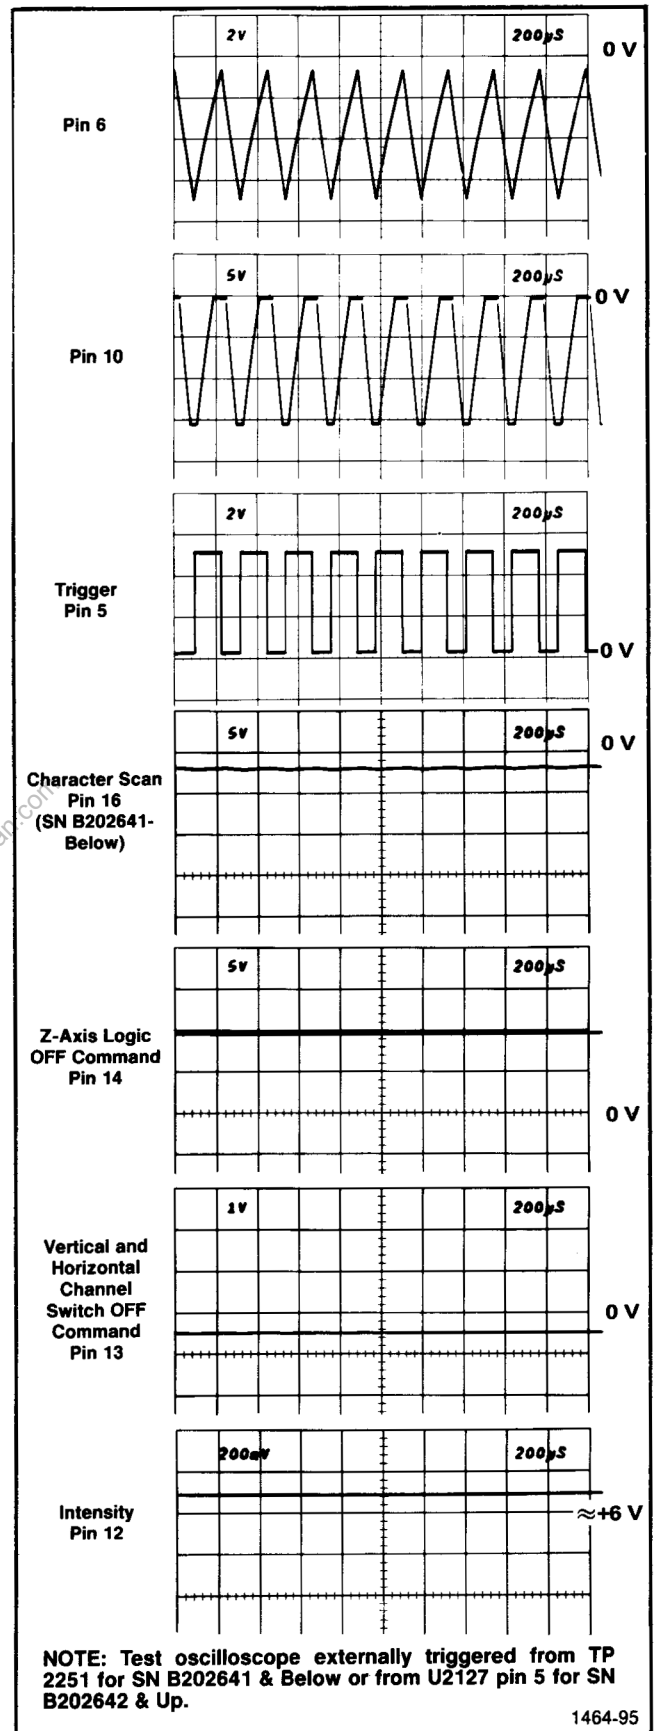 2V 200µS 0 V
Pin 6
5V 200µS 0 V
Pin 10
2V 200µS
Trigger
Pin 5
0 V
5V 200µS 0 V
Character Scan
Pin 16
(SN B202641-
Below)
5V 200µS
Z-Axis Logic
OFF Command
Pin 14
0 V
1V 200µS
Vertical and
Horizontal
Channel
Switch OFF
Command
Pin 13
0 V
200mV 200µS
Intensity
Pin 12
≈+6 V
NOTE: Test oscilloscope externally triggered from TP
2251 for SN B202641 & Below or from U2127 pin 5 for SN
B202642 & Up.
1464-95